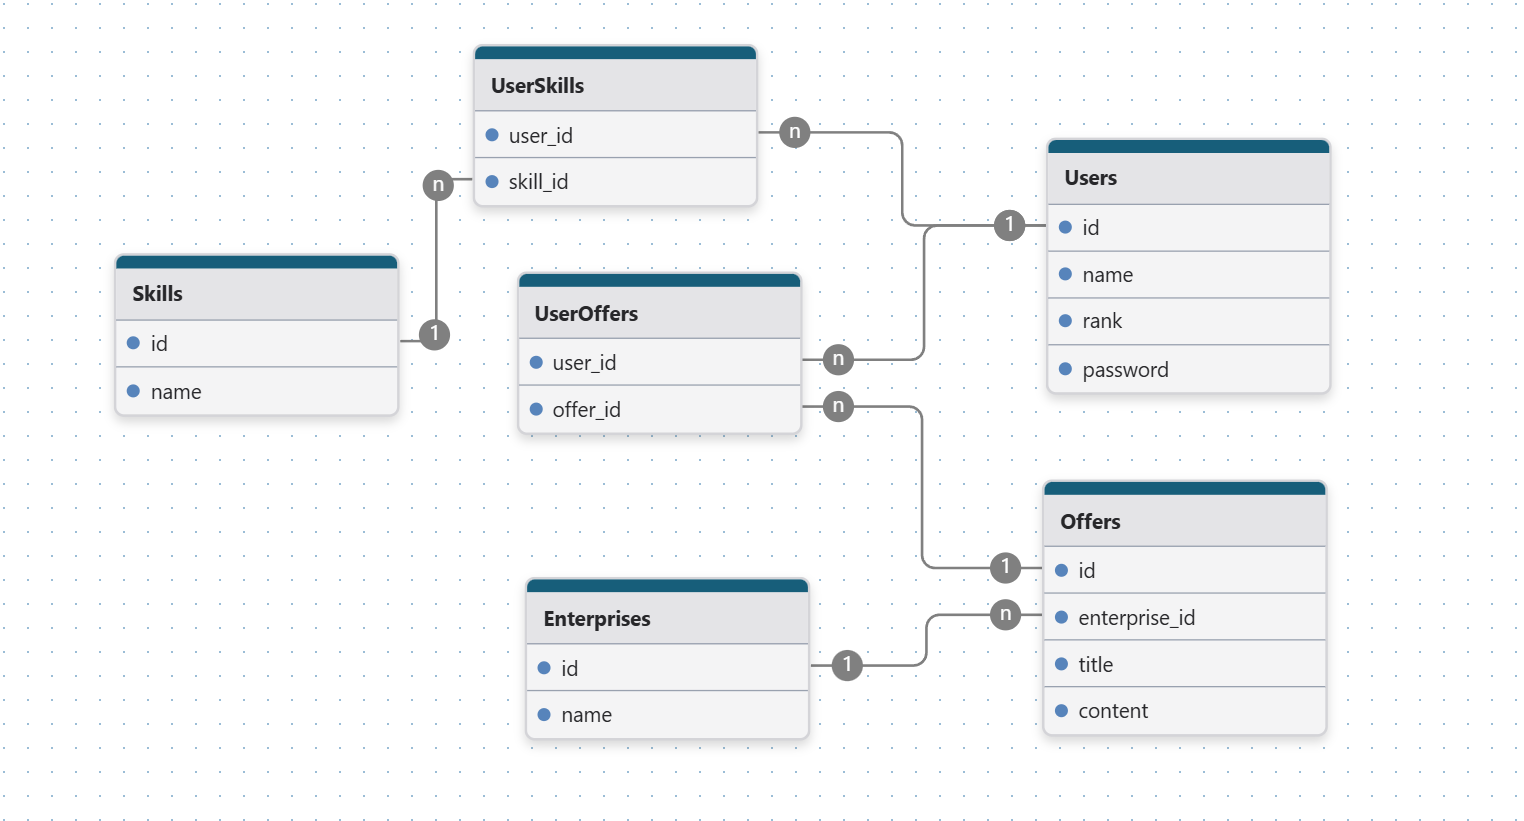 UserSkills
user_id
skill_id
n
n
Users
id
name
rank
password
1
Skills
id
name
1
UserOffers
user_id
offer_id
n
n
Offers
id
enterprise_id
title
content
1
n
Enterprises
id
name
1